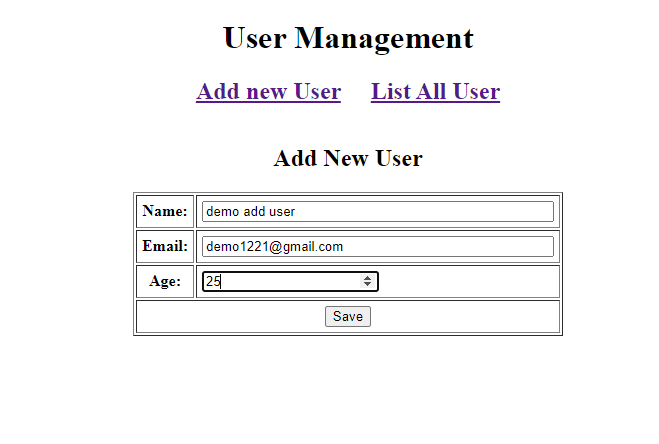 User Management
Add new User List All User
Add New User
Name: demo add user
Email: demo1221@gmail.com
Age: 25
Save